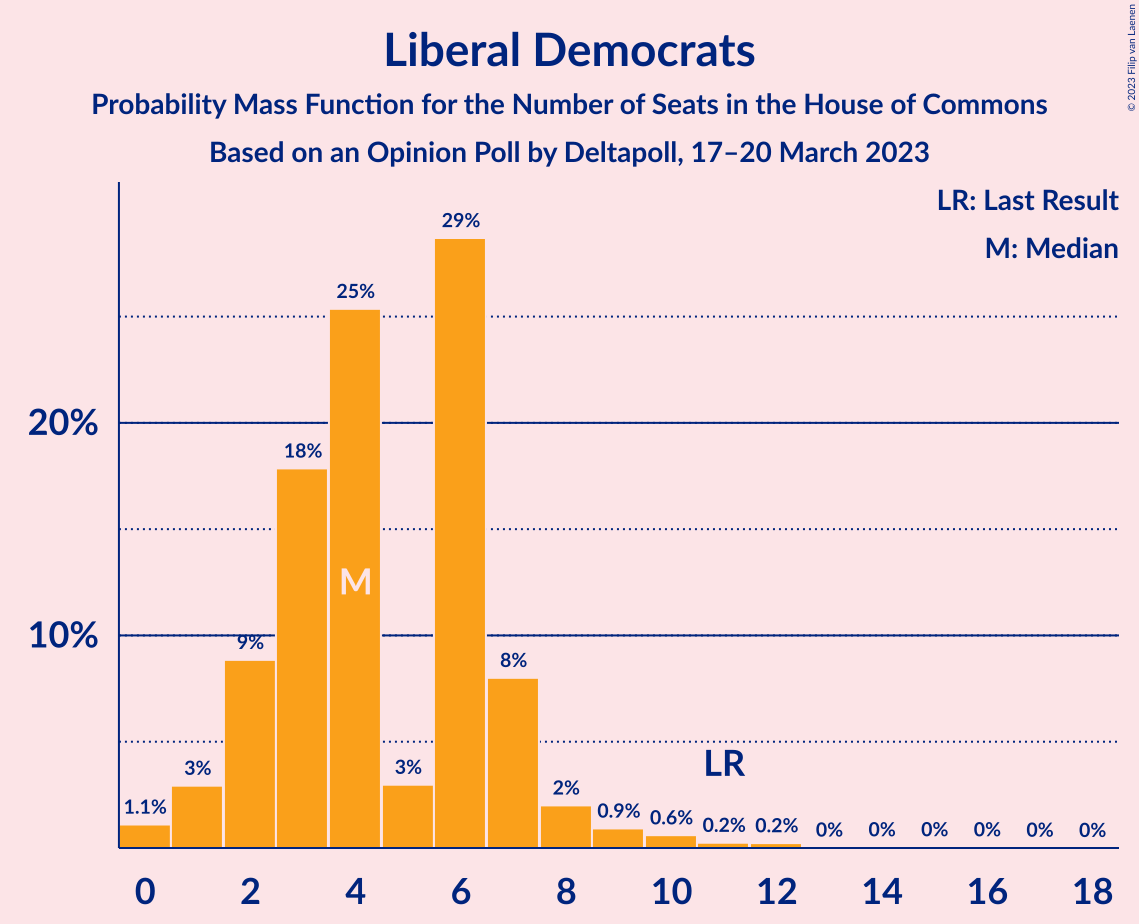 Liberal Democrats
Probability Mass Function for the Number of Seats in the House of Commons
Based on an Opinion Poll by Deltapoll, 17–20 March 2023
© 2023 Filip van Laenen
LR: Last Result
M: Median
29%
25%
20%
18%
M
10%
9%
8%
LR
3%
3%
2%
1.1%
0.9%
0.6%
0.2%
0.2%
0%
0%
0%
0%
0%
0%
0 2 4 6 8 10 12 14 16 18